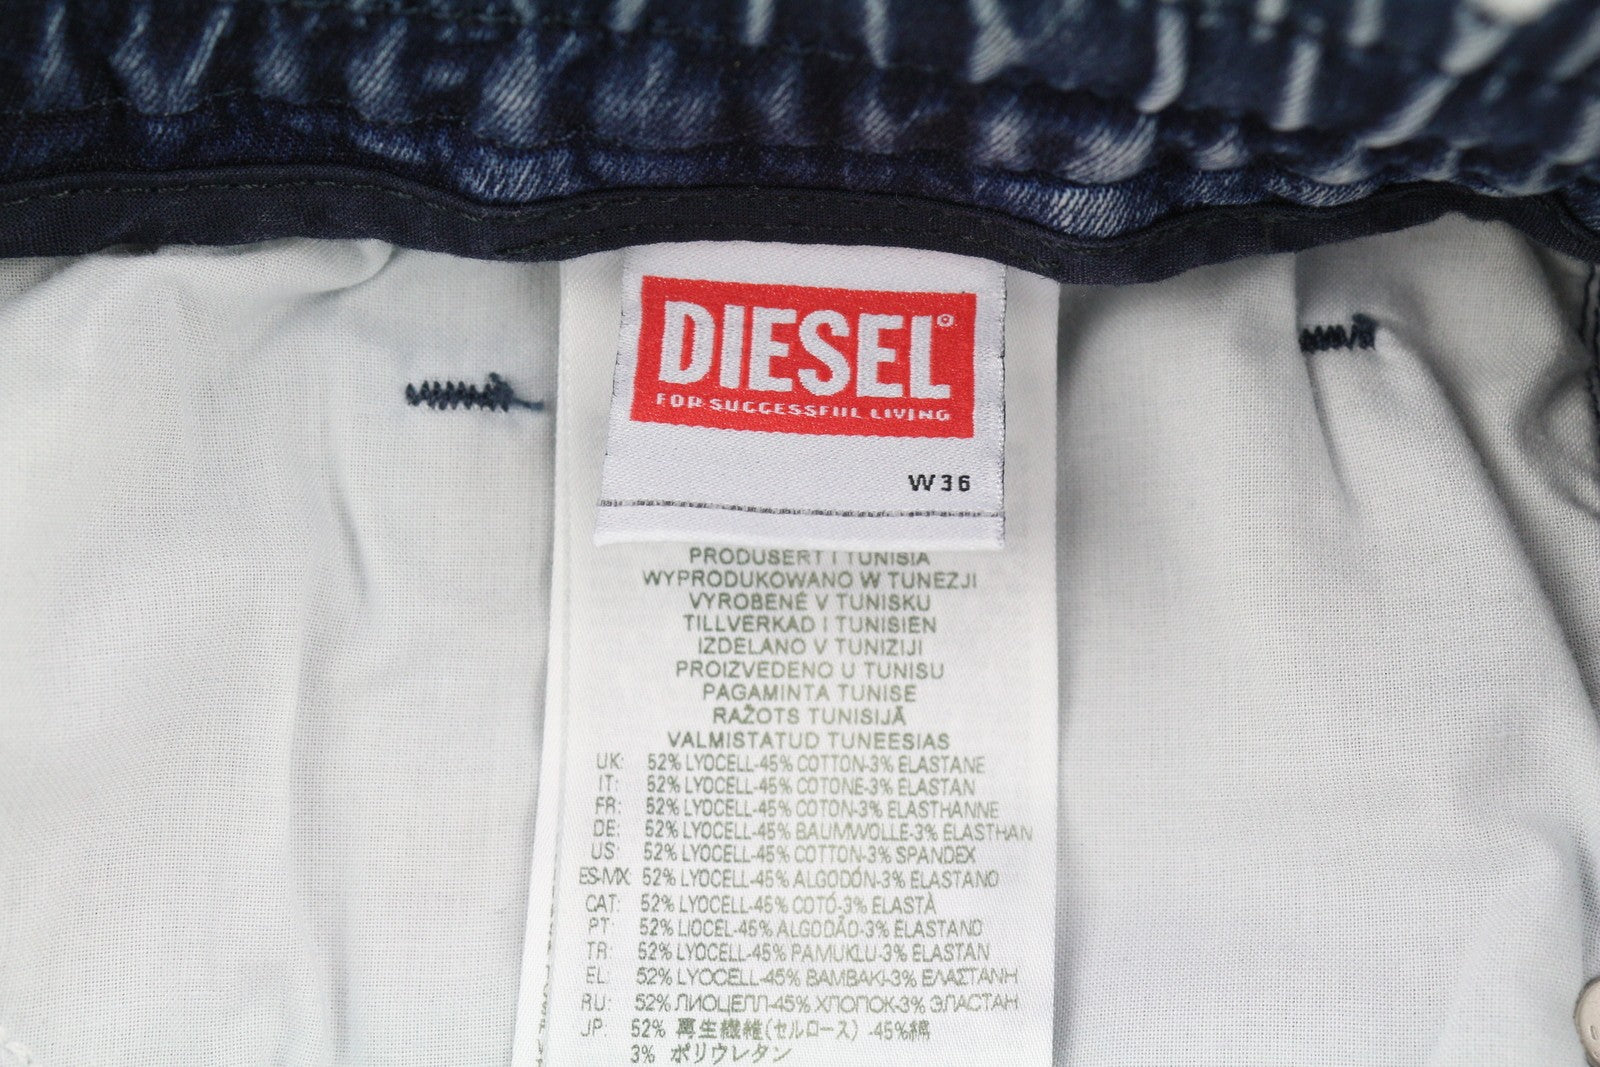 DIESEL®
FOR SUCCESSFUL LIVING
W36
PRODUSERT I TUNISIA
WYPRODUKOWANO W TUNEZJI
VYROBENÉ V TUNISKU
TILLVERKAD I TUNISIEN
IZDELANO V TUNIZIJI
PROIZVEDENO U TUNISU
PAGAMINTA TUNISE
RAŽOTS TUNISIJĀ
VALMISTATUD TUNEESIAS
UK: 52% LYOCELL-45% COTTON-3% ELASTANE
IT: 52% LYOCELL-45% COTONE-3% ELASTAN
FR: 52% LYOCELL-45% COTON-3% ELASTHANNE
DE: 52% LYOCELL-45% BAUMWOLLE-3% ELASTHAN
US: 52% LYOCELL-45% COTTON-3% SPANDEX
ES-MX: 52% LYOCELL-45% ALGODÓN-3% ELASTANO
CAT: 52% LYOCELL-45% COTÓ-3% ELASTÀ
PT: 52% LIOCEL-45% ALGODÃO-3% ELASTANO
TR: 52% LYOCELL-45% PAMUKLU-3% ELASTAN
EL: 52% LYOCELL-45% ΒΑΜΒΑΚΙ-3% ΕΛΑΣΤΑΝΗ
RU: 52% ЛИОЦЕЛЛ-45% ХЛОПОК-3% ЭЛАСТАН
JP: 52% 再生繊維(セルロース) -45%綿
3% ポリウレタン